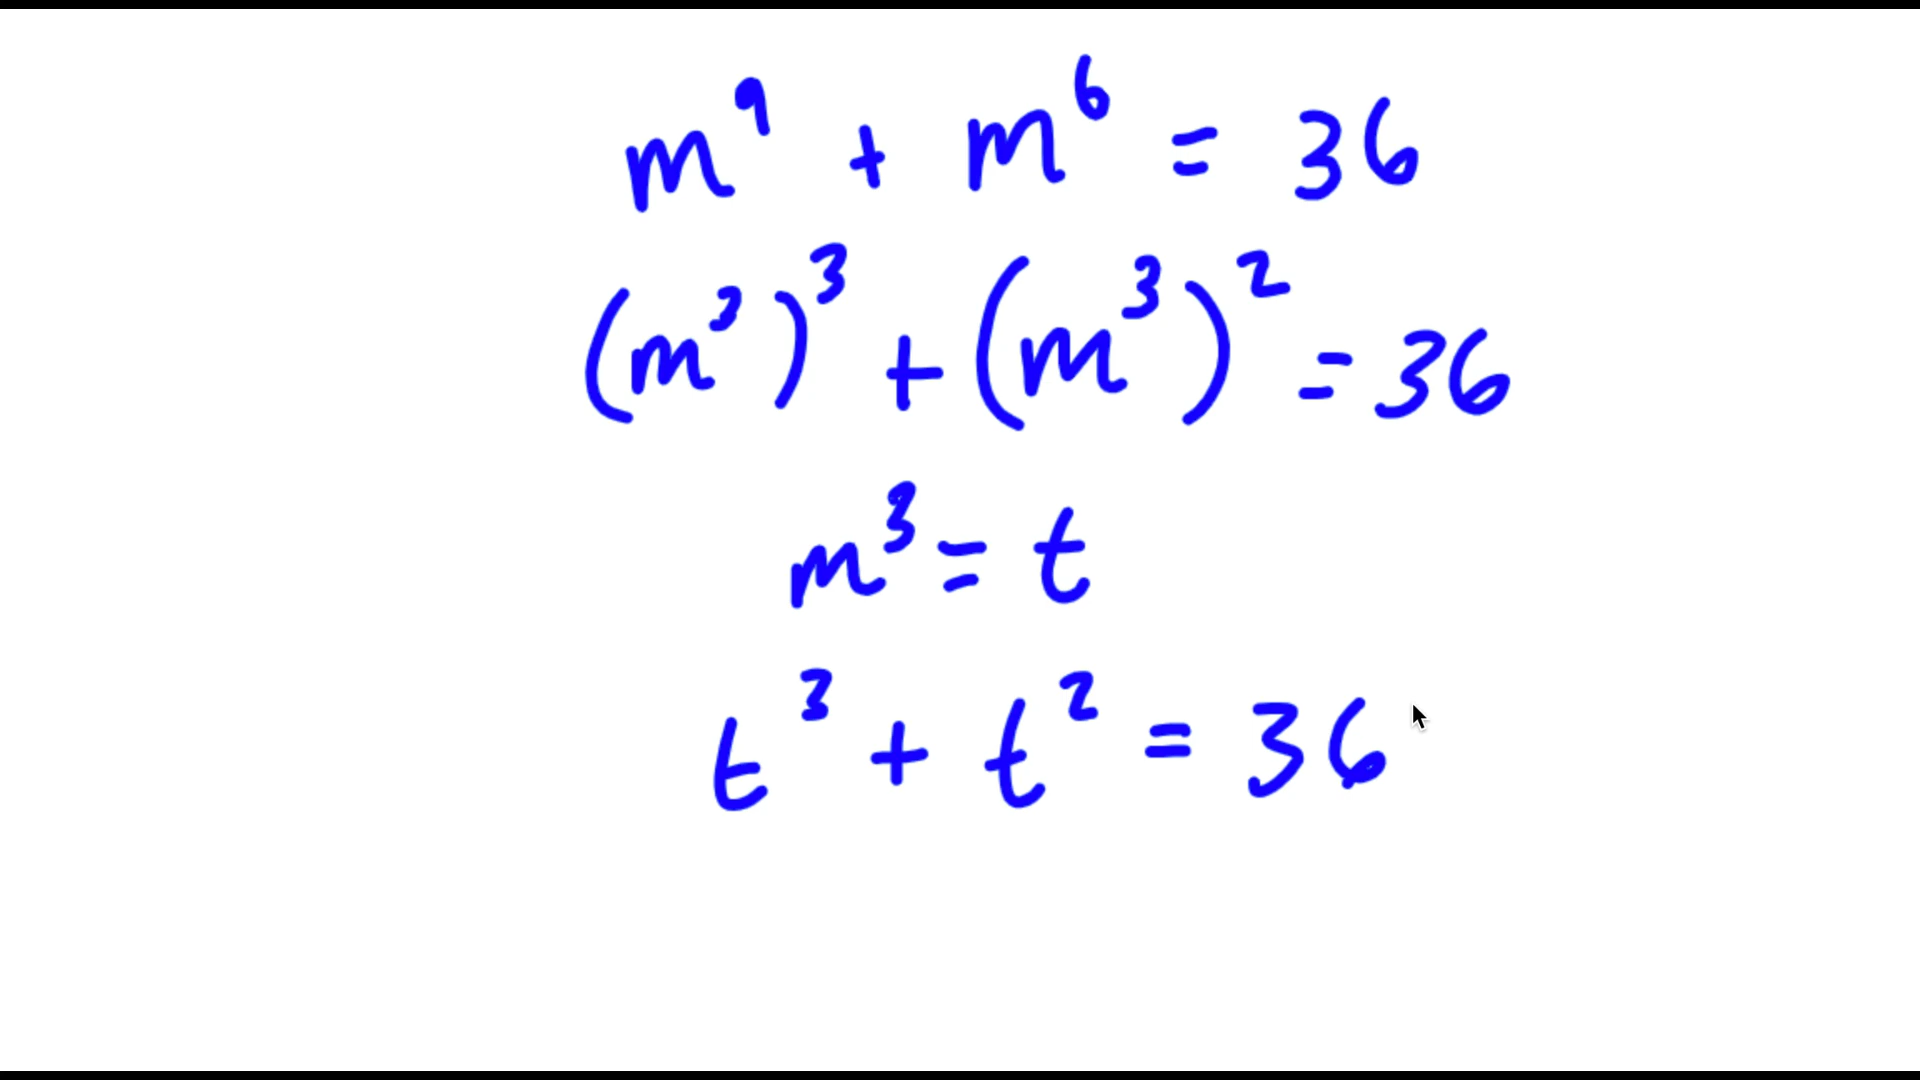 m⁹ + m⁶ = 36
(m³)³ + (m³)² = 36
m³ = t
t³ + t² = 36